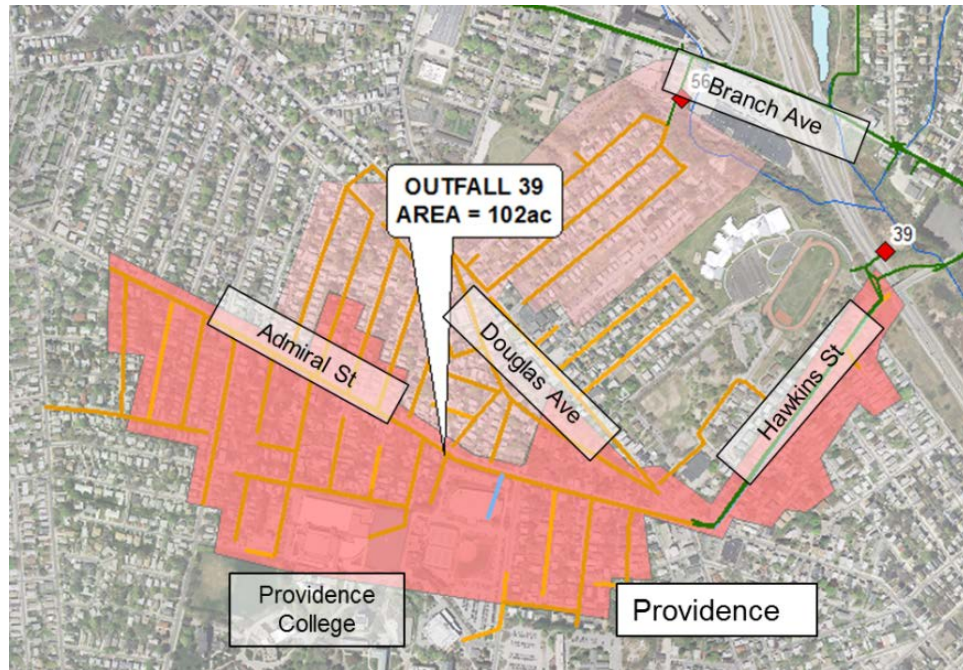 56
Branch Ave
OUTFALL 39
AREA = 102ac
39
Admiral St
Douglas Ave
Hawkins St
Providence
College
Providence